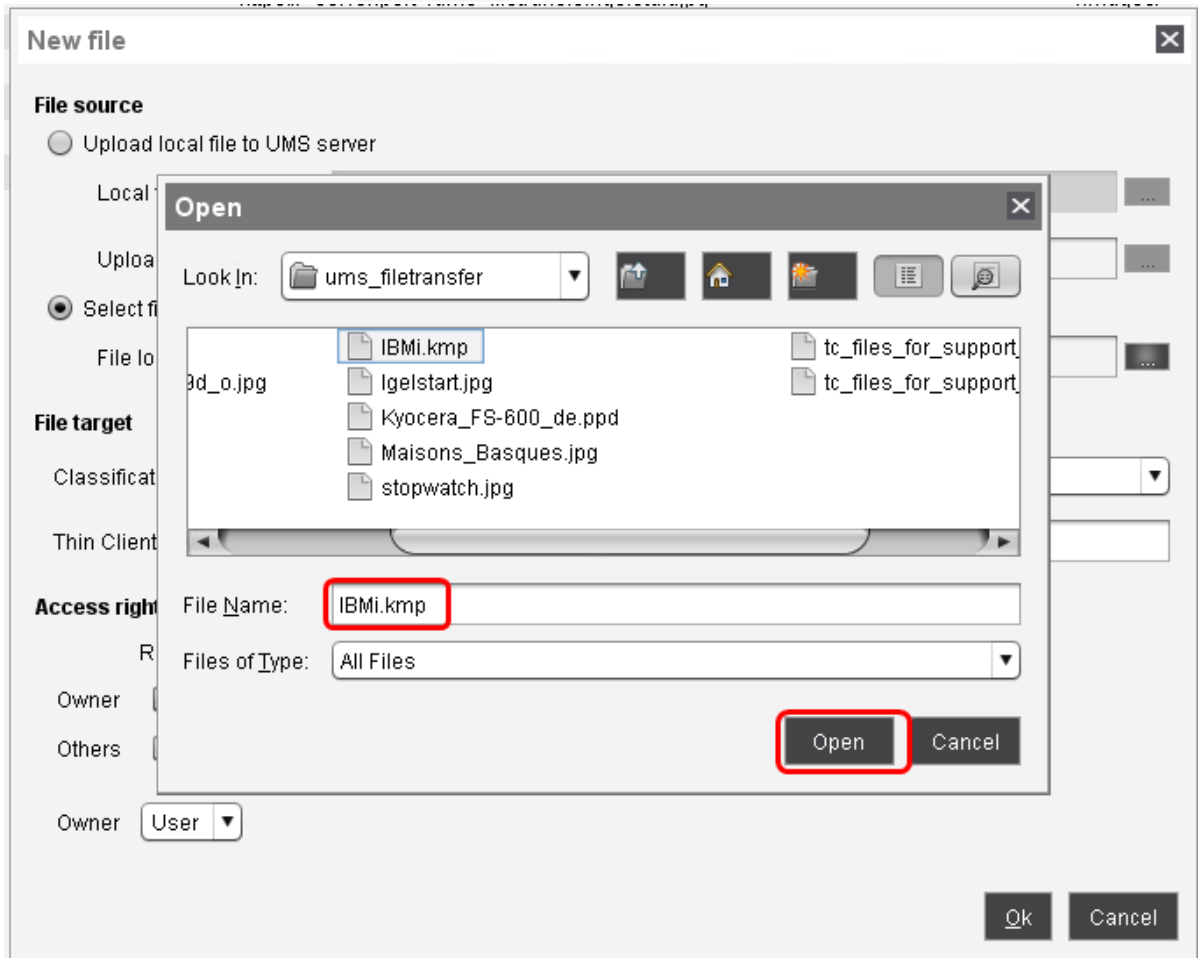 New file
File source
Upload local file to UMS server
Local
Open
Uploa
Look In:
ums_filetransfer
Select fi
IBMi.kmp
tc_files_for_support_
File lo
9d_o.jpg
Igelstart.jpg
tc_files_for_support_
Kyocera_FS-600_de.ppd
File target
Maisons_Basques.jpg
Classificat
stopwatch.jpg
Thin Client
Access right
File Name:
IBMi.kmp
R
Files of Type:
All Files
Owner
Open
Cancel
Others
Owner
User
Ok
Cancel